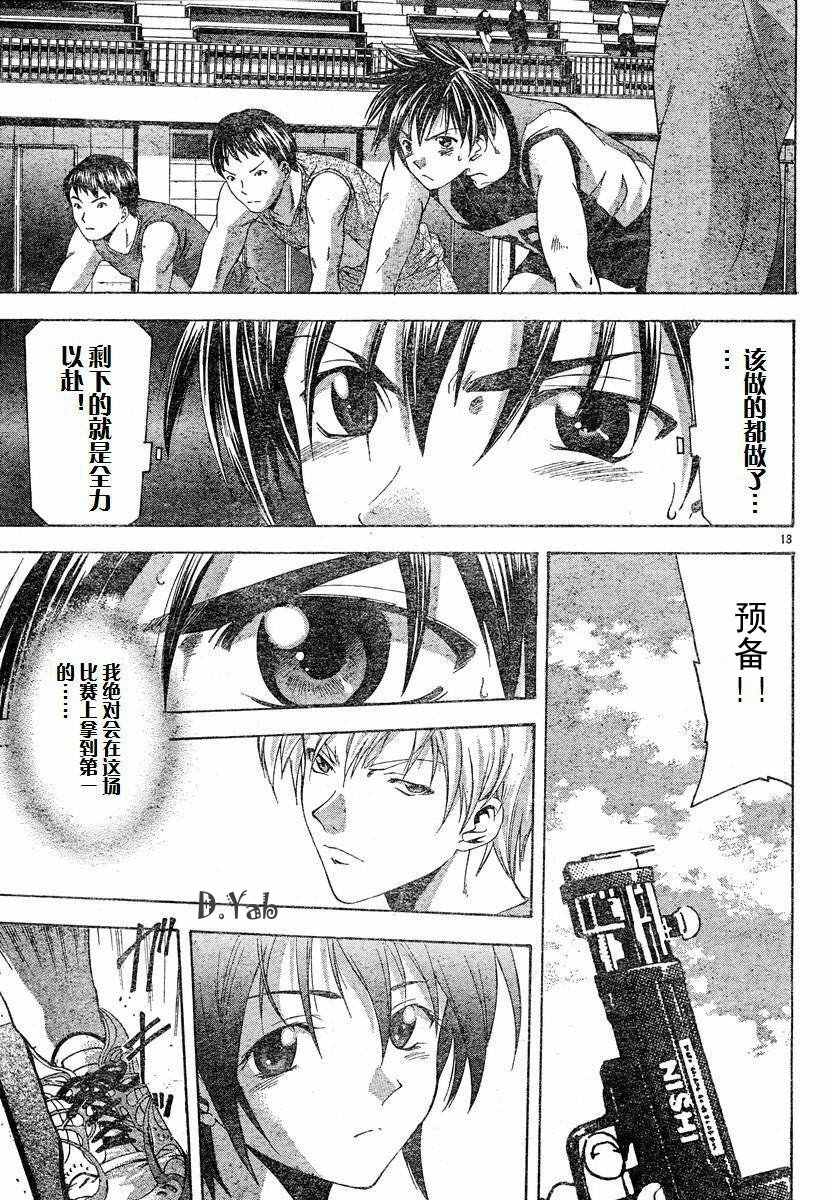 该做的都做了…
…
剩下的就是全力
以赴！
13
预备!!
我绝对会在这场
比赛上拿到第一
的……
D.Yab
NISHI